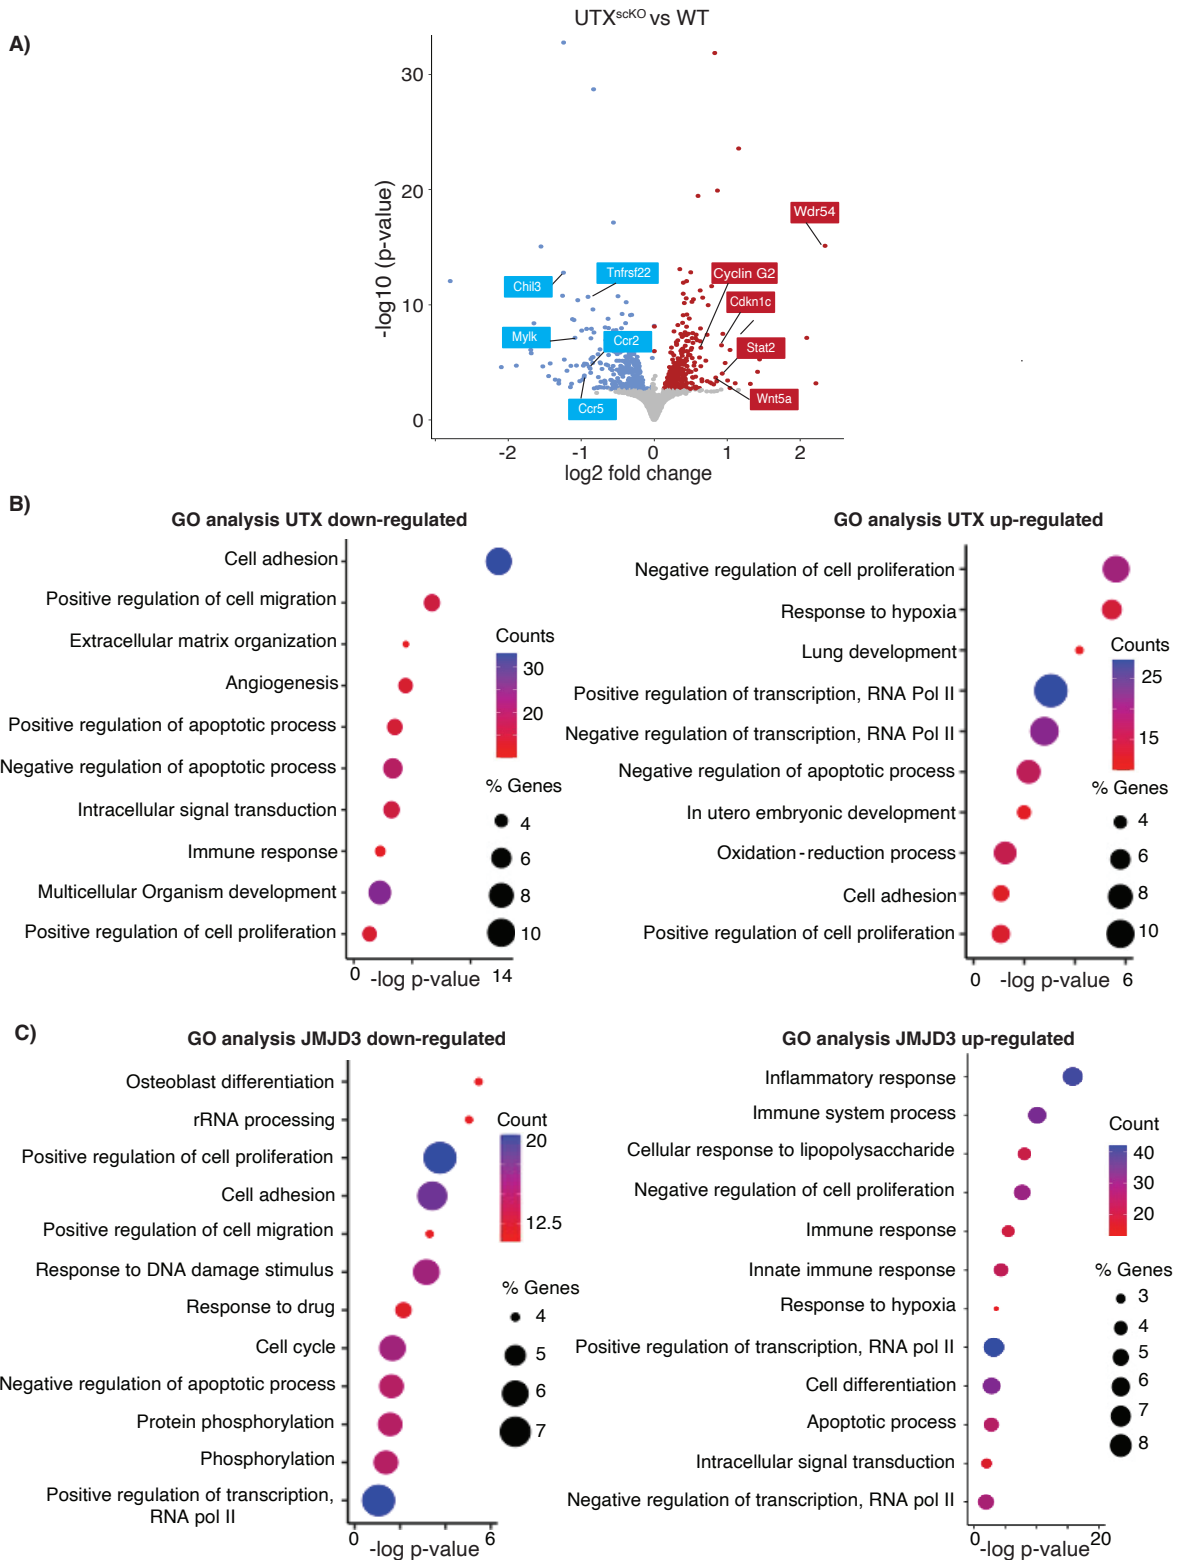 UTXscKO vs WT
A)
30
20
10
0
-log10 (p-value)
Wdr54
Tnfrsf22
Cyclin G2
Chil3
Cdkn1c
Mylk
Ccr2
Stat2
Ccr5
Wnt5a
-2
-1
0
1
2
log2 fold change
B)
GO analysis UTX down-regulated
Cell adhesion
Positive regulation of cell migration
Extracellular matrix organization
Angiogenesis
Positive regulation of apoptotic process
Negative regulation of apoptotic process
Intracellular signal transduction
Immune response
Multicellular Organism development
Positive regulation of cell proliferation
Counts
30
20
% Genes
4
6
8
10
0
-log p-value
14
GO analysis UTX up-regulated
Negative regulation of cell proliferation
Response to hypoxia
Lung development
Positive regulation of transcription, RNA Pol II
Negative regulation of transcription, RNA Pol II
Negative regulation of apoptotic process
In utero embryonic development
Oxidation-reduction process
Cell adhesion
Positive regulation of cell proliferation
Counts
25
15
% Genes
4
6
8
10
0
-log p-value
6
C)
GO analysis JMJD3 down-regulated
Osteoblast differentiation
rRNA processing
Positive regulation of cell proliferation
Cell adhesion
Positive regulation of cell migration
Response to DNA damage stimulus
Response to drug
Cell cycle
Negative regulation of apoptotic process
Protein phosphorylation
Phosphorylation
Positive regulation of transcription,
RNA pol II
Count
20
12.5
% Genes
4
5
6
7
0
-log p-value
6
GO analysis JMJD3 up-regulated
Inflammatory response
Immune system process
Cellular response to lipopolysaccharide
Negative regulation of cell proliferation
Immune response
Innate immune response
Response to hypoxia
Positive regulation of transcription, RNA pol II
Cell differentiation
Apoptotic process
Intracellular signal transduction
Negative regulation of transcription, RNA pol II
Count
40
30
20
% Genes
3
4
5
6
7
8
0
-log p-value
20